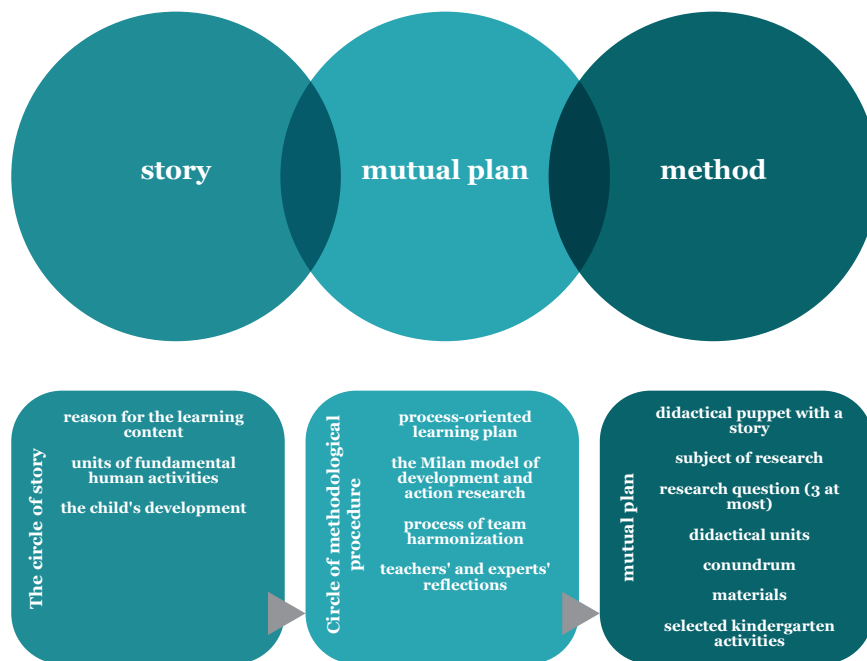 story
mutual plan
method
The circle of story
reason for the learning
content
units of fundamental
human activities
the child's development
Circle of methodological
procedure
process-oriented
learning plan
the Milan model of
development and
action research
process of team
harmonization
teachers' and experts'
reflections
mutual plan
didactical puppet with a
story
subject of research
research question (3 at
most)
didactical units
conundrum
materials
selected kindergarten
activities